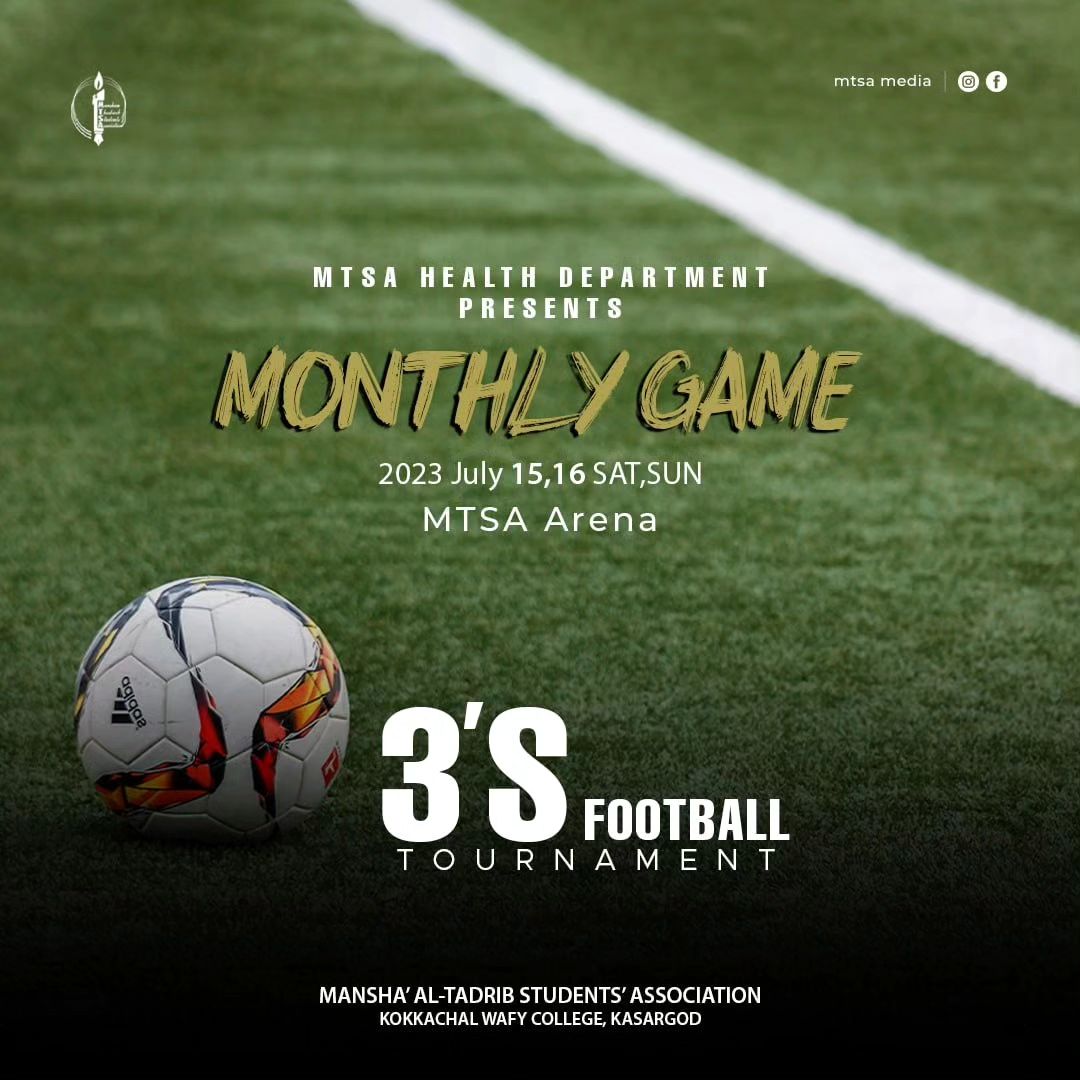 mtsa media
MTSA HEALTH DEPARTMENT
PRESENTS
MONTHLY GAME
2023 July 15,16 SAT,SUN
MTSA Arena
adidas
3'S FOOTBALL
TOURNAMENT
MANSHA' AL-TADRIB STUDENTS' ASSOCIATION
KOKKACHAL WAFY COLLEGE, KASARGOD